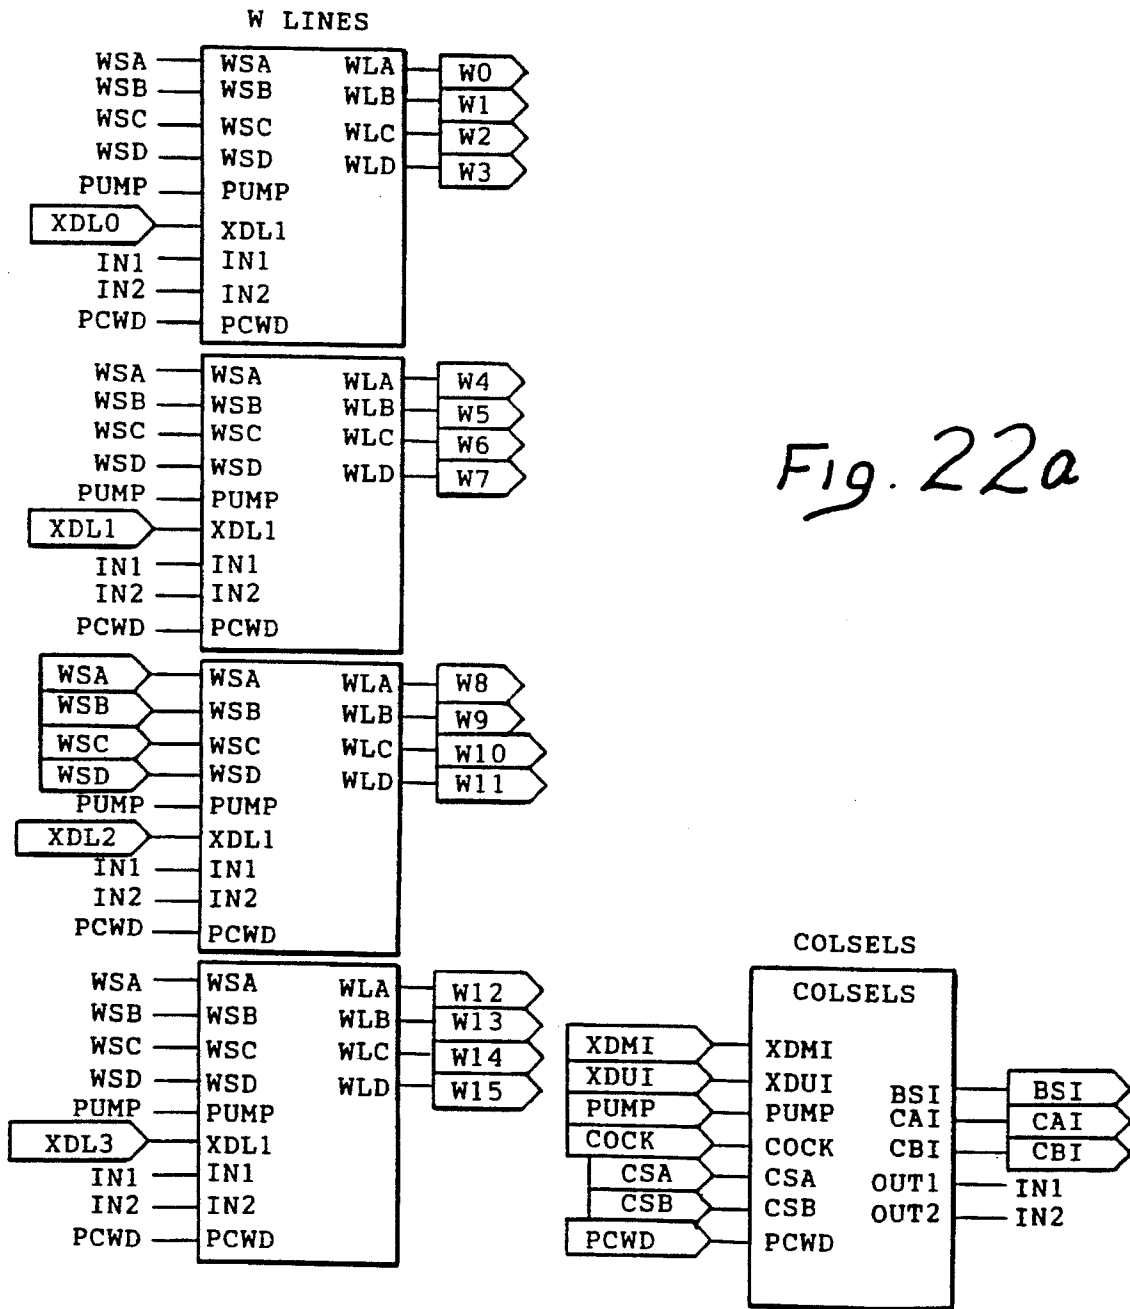 W LINES
WSA WSA WLA W0
WSB WSB WLB W1
WSC WSC WLC W2
WSD WSD WLD W3
PUMP PUMP
XDL0 XDL1
IN1 IN1
IN2 IN2
PCWD PCWD
WSA WSA WLA W4
WSB WSB WLB W5
WSC WSC WLC W6
WSD WSD WLD W7
PUMP PUMP
XDL1 XDL1
IN1 IN1
IN2 IN2
PCWD PCWD
Fig. 22a
WSA WSA WLA W8
WSB WSB WLB W9
WSC WSC WLC W10
WSD WSD WLD W11
PUMP PUMP
XDL2 XDL1
IN1 IN1
IN2 IN2
PCWD PCWD
WSA WSA WLA W12
WSB WSB WLB W13
WSC WSC WLC W14
WSD WSD WLD W15
PUMP PUMP
XDL3 XDL1
IN1 IN1
IN2 IN2
PCWD PCWD
COLSELS
COLSELS
XDMI XDMI
XDUI XDUI BSI BSI
PUMP PUMP CAI CAI
COCK COCK CBI CBI
CSA CSA OUT1 IN1
CSB CSB OUT2 IN2
PCWD PCWD